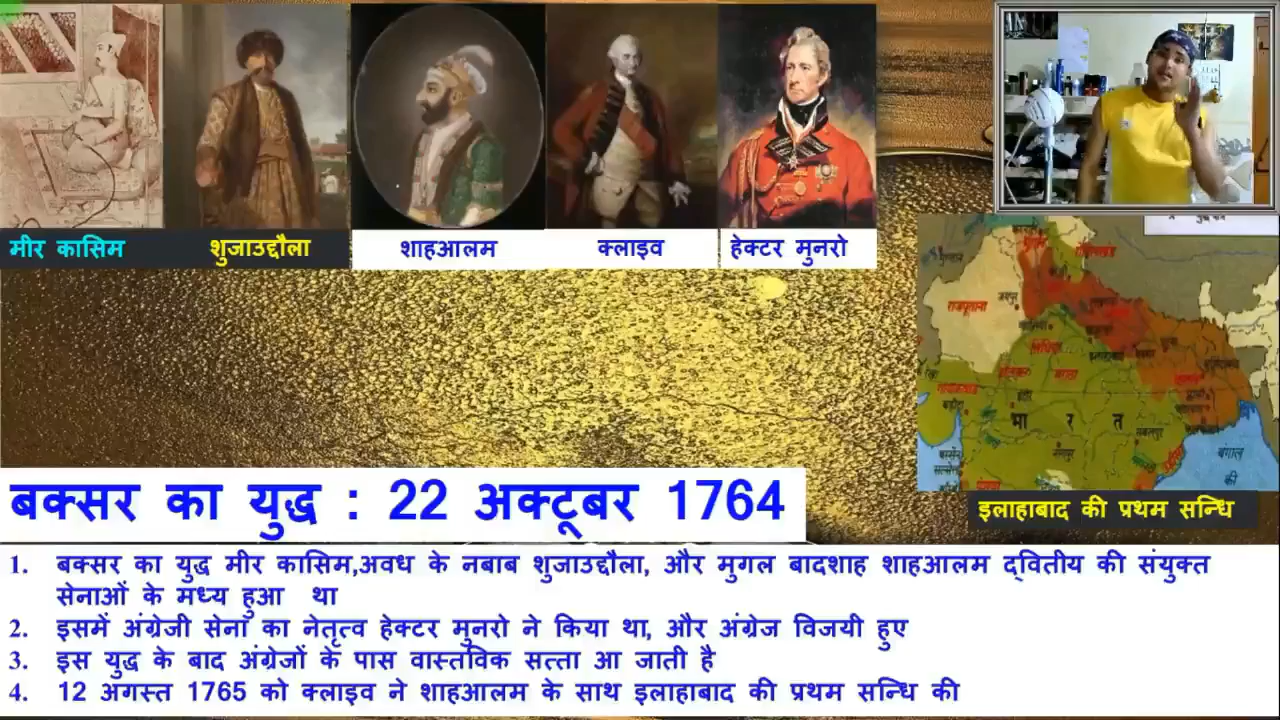 मीर कासिम
शुजाउद्दौला
शाहआलम
क्लाइव
हेक्टर मुनरो
राजपूताना
भा र त
बंगाल
की
इलाहाबाद की प्रथम सन्धि
बक्सर का युद्ध : 22 अक्टूबर 1764
1. बक्सर का युद्ध मीर कासिम,अवध के नबाब शुजाउद्दौला, और मुगल बादशाह शाहआलम द्वितीय की संयुक्त
सेनाओं के मध्य हुआ था
2. इसमें अंग्रेजी सेना का नेतृत्व हेक्टर मुनरो ने किया था, और अंग्रेज विजयी हुए
3. इस युद्ध के बाद अंग्रेजों के पास वास्तविक सत्ता आ जाती है
4. 12 अगस्त 1765 को क्लाइव ने शाहआलम के साथ इलाहाबाद की प्रथम सन्धि की